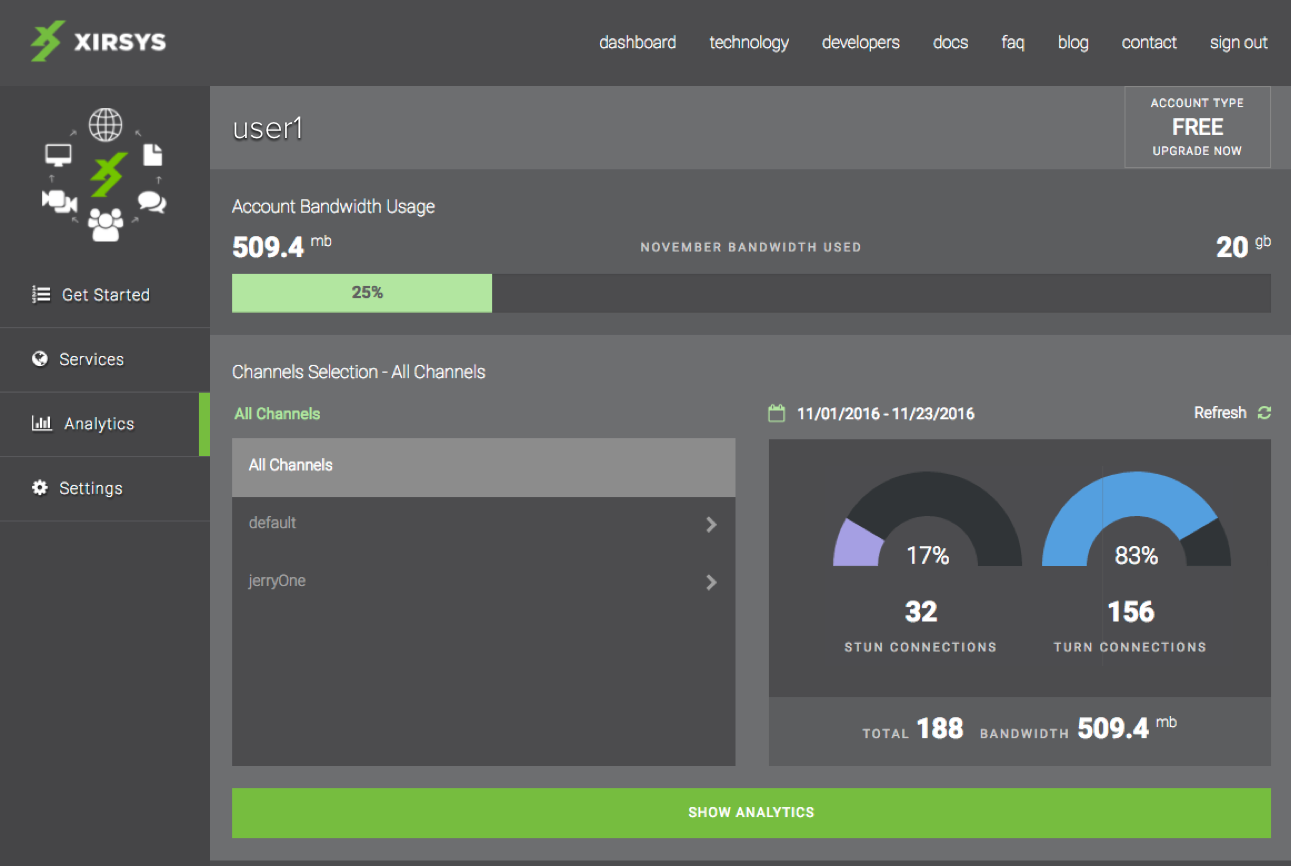 XIRSYS
dashboard technology developers docs faq blog contact sign out
user1
ACCOUNT TYPE
FREE
UPGRADE NOW
Get Started
Services
Analytics
Settings
Account Bandwidth Usage
509.4 mb NOVEMBER BANDWIDTH USED 20 gb
25%
Channels Selection - All Channels
All Channels
All Channels
default
jerryOne
11/01/2016 - 11/23/2016 Refresh
17% 83%
32 156
STUN CONNECTIONS TURN CONNECTIONS
TOTAL 188 BANDWIDTH 509.4 mb
SHOW ANALYTICS